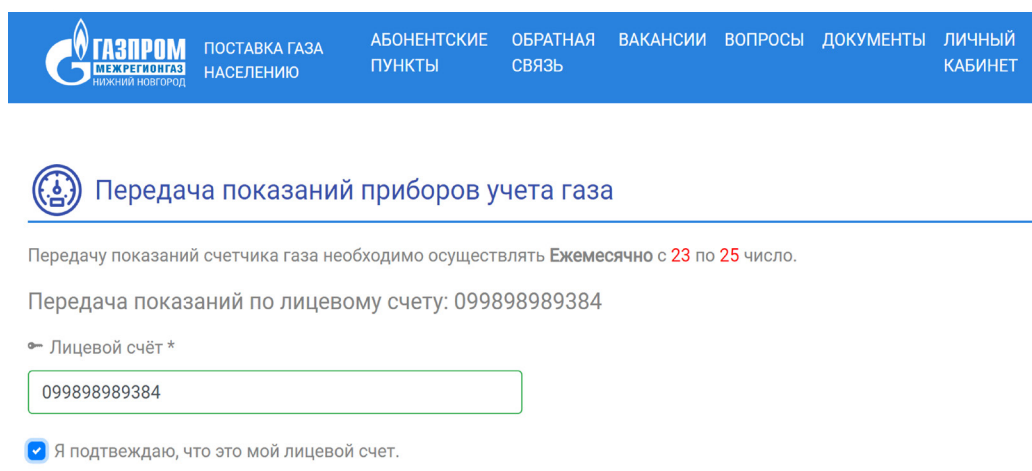 ГАЗПРОМ
МЕЖРЕГИОНГАЗ
НИЖНИЙ НОВГОРОД
ПОСТАВКА ГАЗА
НАСЕЛЕНИЮ
АБОНЕНТСКИЕ
ПУНКТЫ
ОБРАТНАЯ
СВЯЗЬ
ВАКАНСИИ
ВОПРОСЫ
ДОКУМЕНТЫ
ЛИЧНЫЙ
КАБИНЕТ
Передача показаний приборов учета газа
Передачу показаний счетчика газа необходимо осуществлять Ежемесячно с 23 по 25 число.
Передача показаний по лицевому счету: 099898989384
Лицевой счёт *
099898989384
Я подтвеждаю, что это мой лицевой счет.